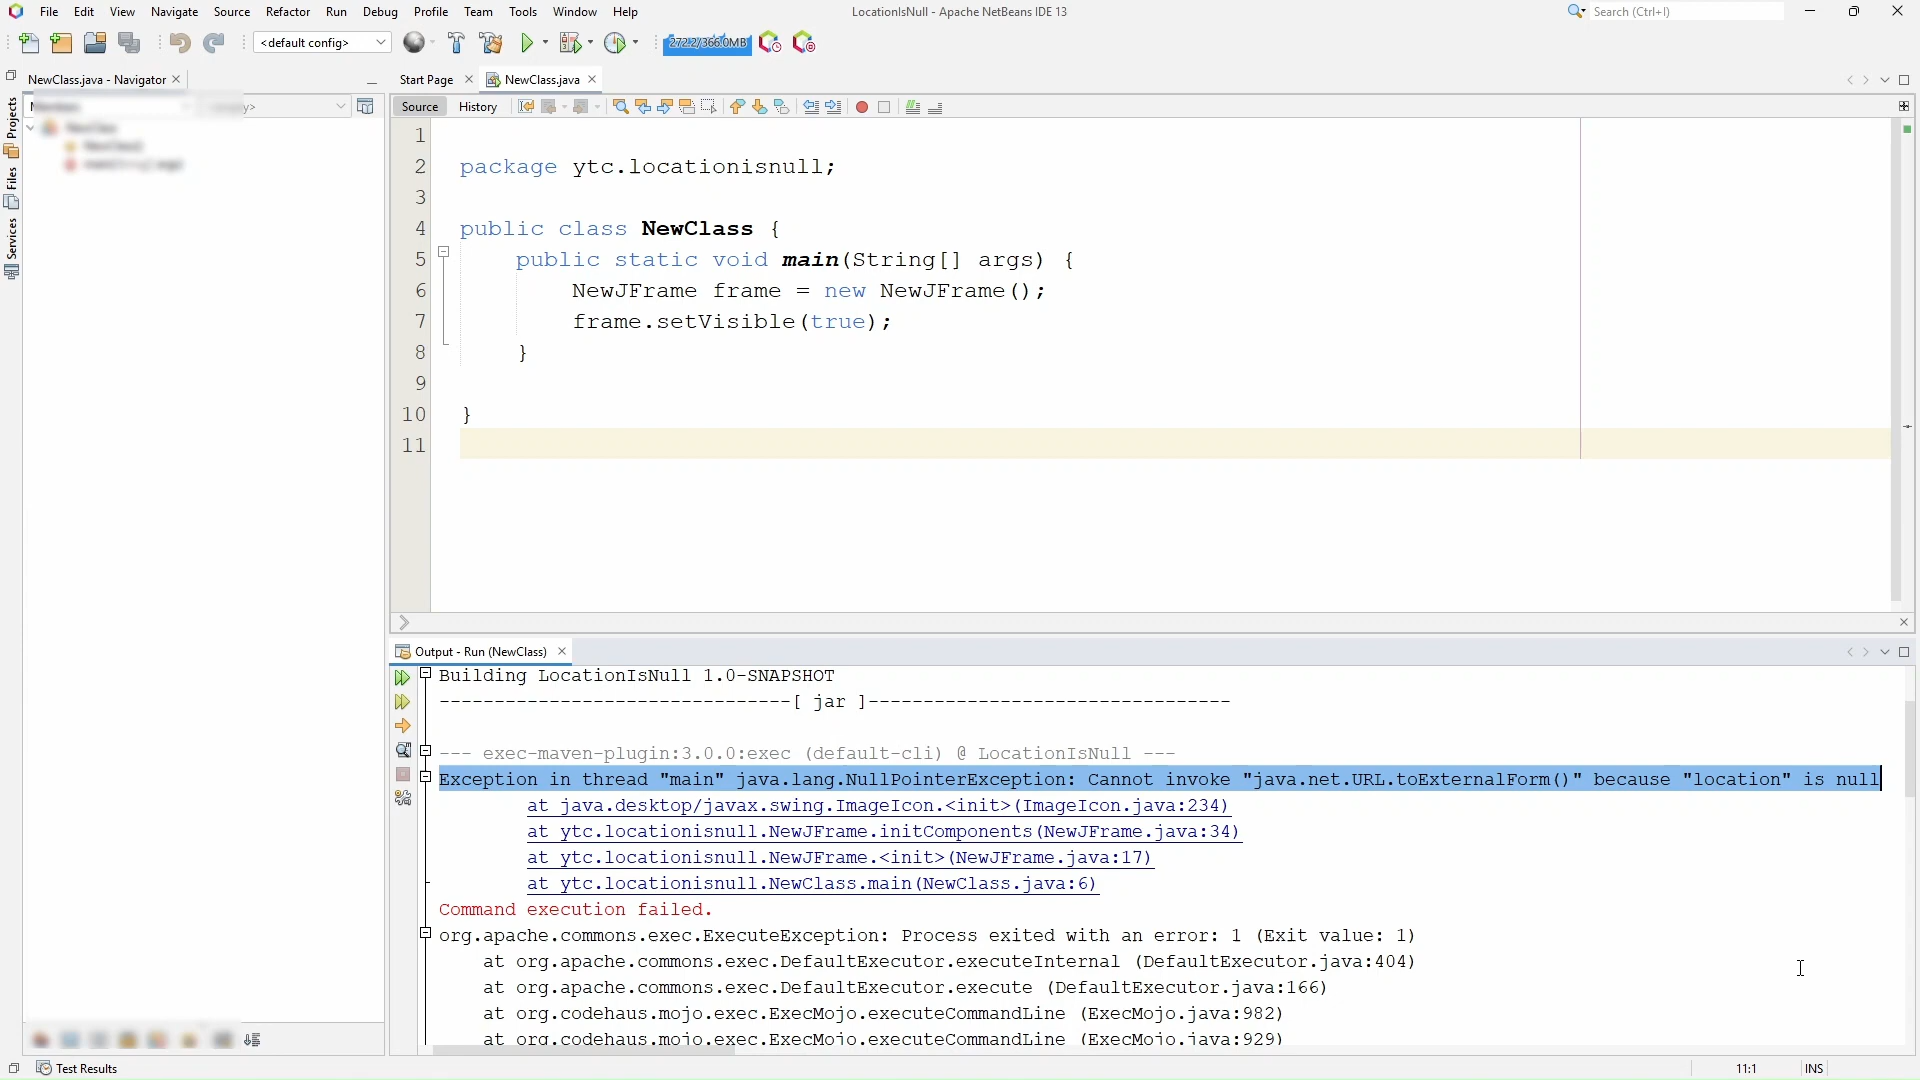 File Edit View Navigate Source Refactor Run Debug Profile Team Tools Window Help
LocationIsNull - Apache NetBeans IDE 13
Search (Ctrl+I)
<default config>
272.2/366.0MB
NewClass.java - Navigator
Start Page
NewClass.java
Projects
Files
Services
Source History
1
2 package ytc.locationisnull;
3
4 public class NewClass {
5 public static void main(String[] args) {
6 NewJFrame frame = new NewJFrame();
7 frame.setVisible(true);
8 }
9
10 }
11
Output - Run (NewClass)
Building LocationIsNull 1.0-SNAPSHOT
--------------------------------[ jar ]---------------------------------
--- exec-maven-plugin:3.0.0:exec (default-cli) @ LocationIsNull ---
Exception in thread "main" java.lang.NullPointerException: Cannot invoke "java.net.URL.toExternalForm()" because "location" is null
at java.desktop/javax.swing.ImageIcon.<init>(ImageIcon.java:234)
at ytc.locationisnull.NewJFrame.initComponents(NewJFrame.java:34)
at ytc.locationisnull.NewJFrame.<init>(NewJFrame.java:17)
at ytc.locationisnull.NewClass.main(NewClass.java:6)
Command execution failed.
org.apache.commons.exec.ExecuteException: Process exited with an error: 1 (Exit value: 1)
at org.apache.commons.exec.DefaultExecutor.executeInternal (DefaultExecutor.java:404)
at org.apache.commons.exec.DefaultExecutor.execute (DefaultExecutor.java:166)
at org.codehaus.mojo.exec.ExecMojo.executeCommandLine (ExecMojo.java:982)
at org.codehaus.mojo.exec.ExecMojo.executeCommandLine (ExecMojo.java:929)
Test Results
11:1
INS